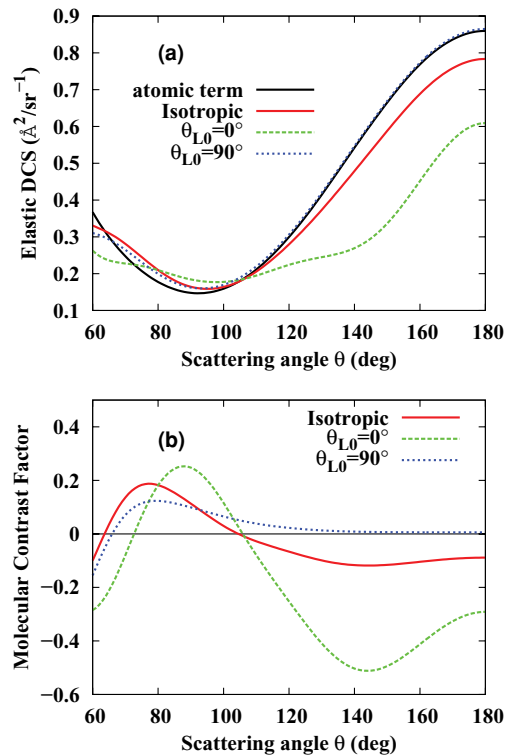 0.9
0.8
0.7
0.6
0.5
0.4
0.3
0.2
0.1
Elastic DCS (Å²/sr⁻¹)
(a)
atomic term
Isotropic
θL0=0°
θL0=90°
60 80 100 120 140 160 180
Scattering angle θ (deg)
0.4
0.2
0
−0.2
−0.4
−0.6
Molecular Contrast Factor
(b)
Isotropic
θL0=0°
θL0=90°
60 80 100 120 140 160 180
Scattering angle θ (deg)